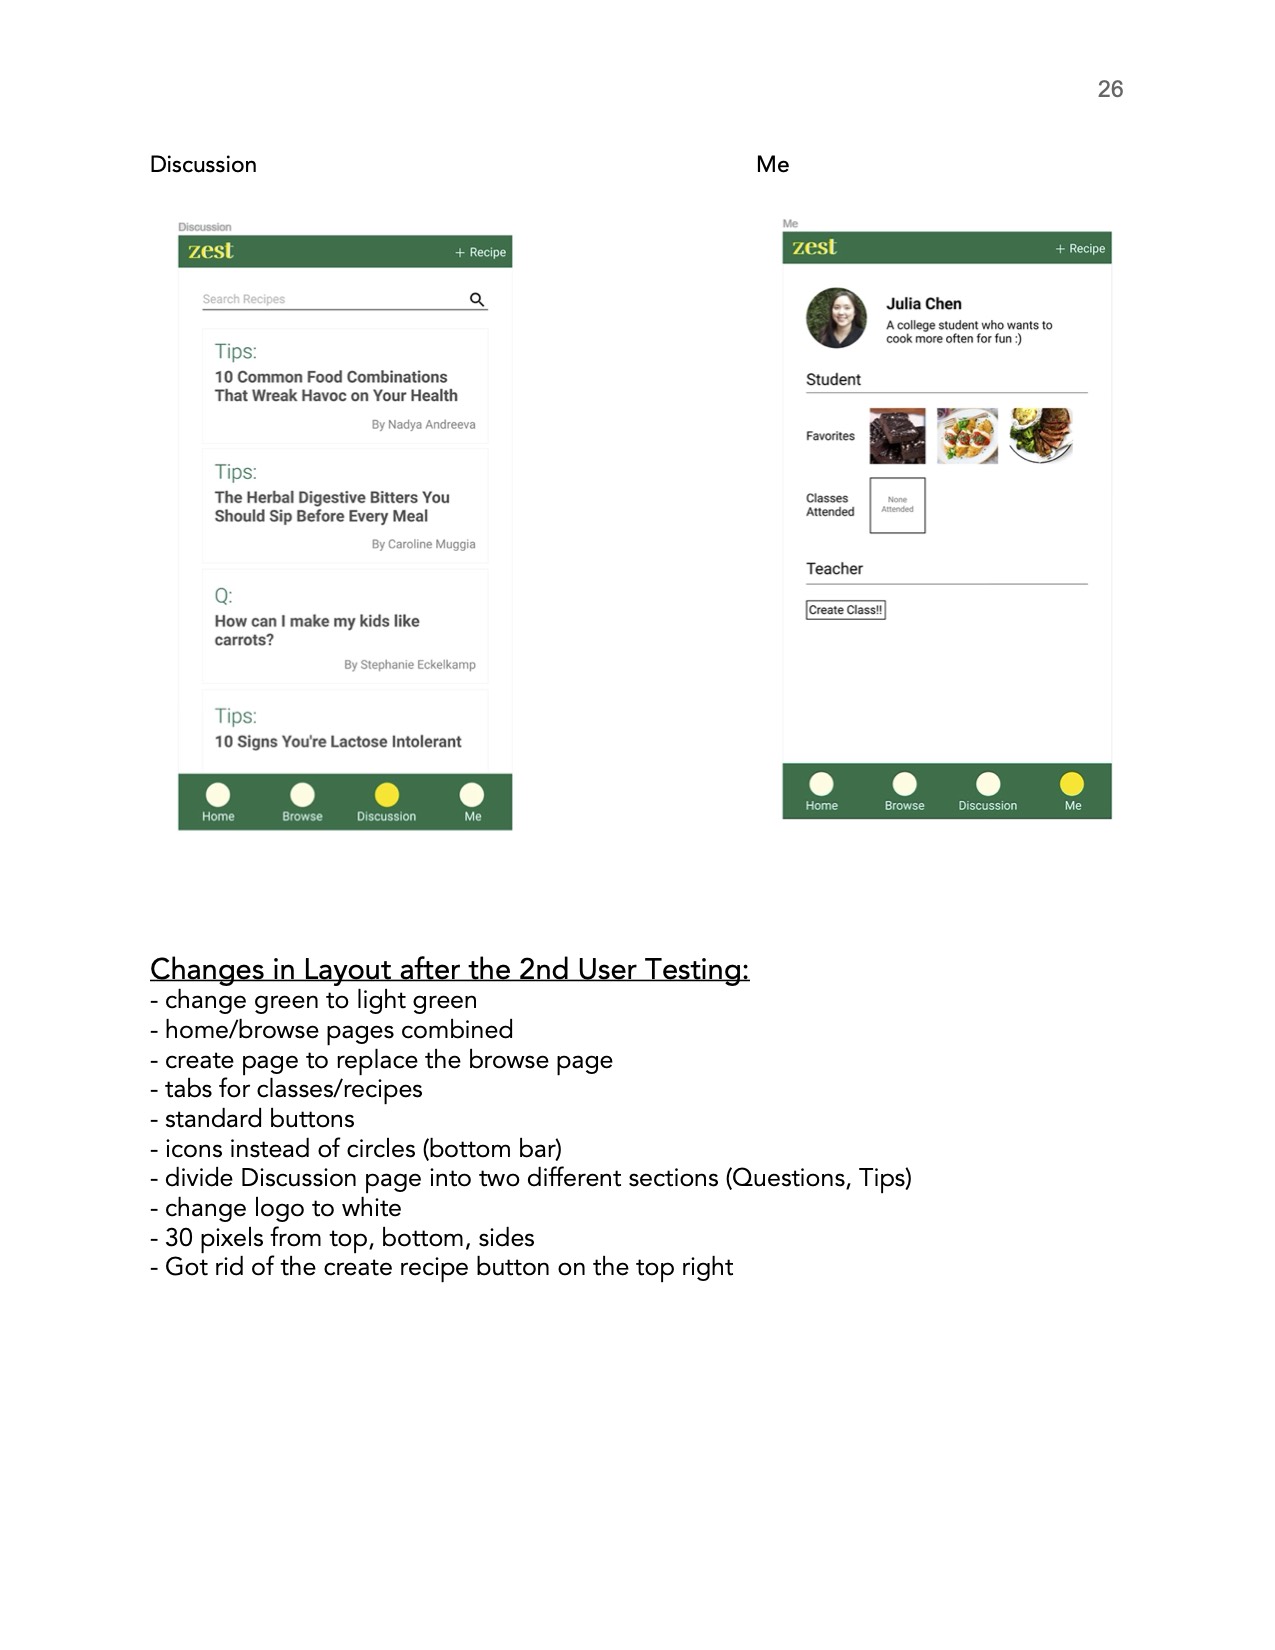 26
Discussion
Me
Discussion
zest
+ Recipe
Search Recipes
Tips:
10 Common Food Combinations
That Wreak Havoc on Your Health
By Nadya Andreeva
Tips:
The Herbal Digestive Bitters You
Should Sip Before Every Meal
By Caroline Muggia
Q:
How can I make my kids like
carrots?
By Stephanie Eckelkamp
Tips:
10 Signs You're Lactose Intolerant
Home Browse Discussion Me
Me
zest
+ Recipe
Julia Chen
A college student who wants to
cook more often for fun :)
Student
Favorites
Classes
Attended
None
Attended
Teacher
Create Class!!
Home Browse Discussion Me
Changes in Layout after the 2nd User Testing:
- change green to light green
- home/browse pages combined
- create page to replace the browse page
- tabs for classes/recipes
- standard buttons
- icons instead of circles (bottom bar)
- divide Discussion page into two different sections (Questions, Tips)
- change logo to white
- 30 pixels from top, bottom, sides
- Got rid of the create recipe button on the top right